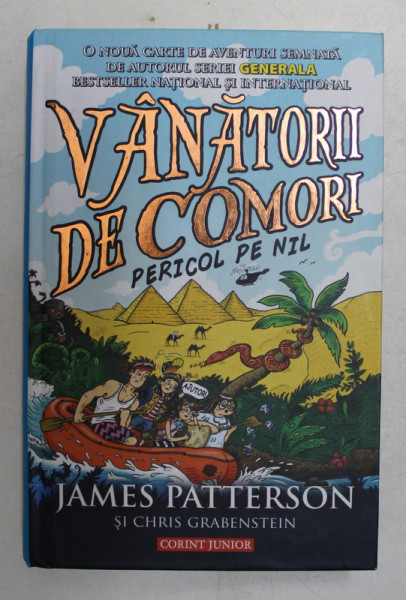 O NOUĂ CARTE DE AVENTURI SEMNATĂ
DE AUTORUL SERIEI GENERALA
BESTSELLER NAȚIONAL ȘI INTERNAȚIONAL
VÂNĂTORII
DE COMORI
PERICOL PE NIL
AJUTOR!
JAMES PATTERSON
ȘI CHRIS GRABENSTEIN
CORINT JUNIOR